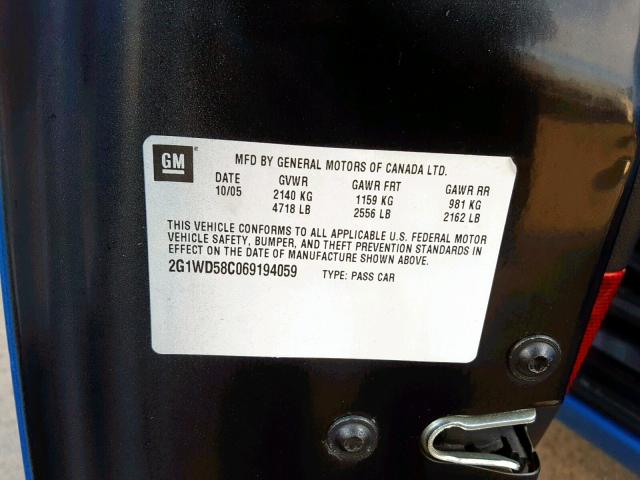 GM
MFD BY GENERAL MOTORS OF CANADA LTD.
DATE GVWR GAWR FRT GAWR RR
10/05 2140 KG 1159 KG 981 KG
4718 LB 2556 LB 2162 LB
THIS VEHICLE CONFORMS TO ALL APPLICABLE U.S. FEDERAL MOTOR
VEHICLE SAFETY, BUMPER, AND THEFT PREVENTION STANDARDS IN
EFFECT ON THE DATE OF MANUFACTURE SHOWN ABOVE.
2G1WD58C069194059 TYPE: PASS CAR